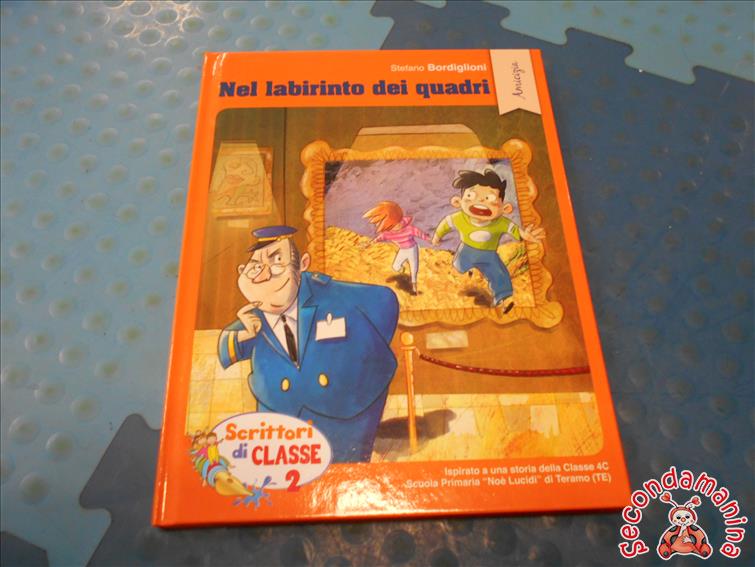 Stefano Bordiglioni
Nel labirinto dei quadri
Amicizia
Scrittori
di CLASSE
2
Ispirato a una storia della Classe 4C
Scuola Primaria "Noè Lucidi" di Teramo (TE)
secondamanina